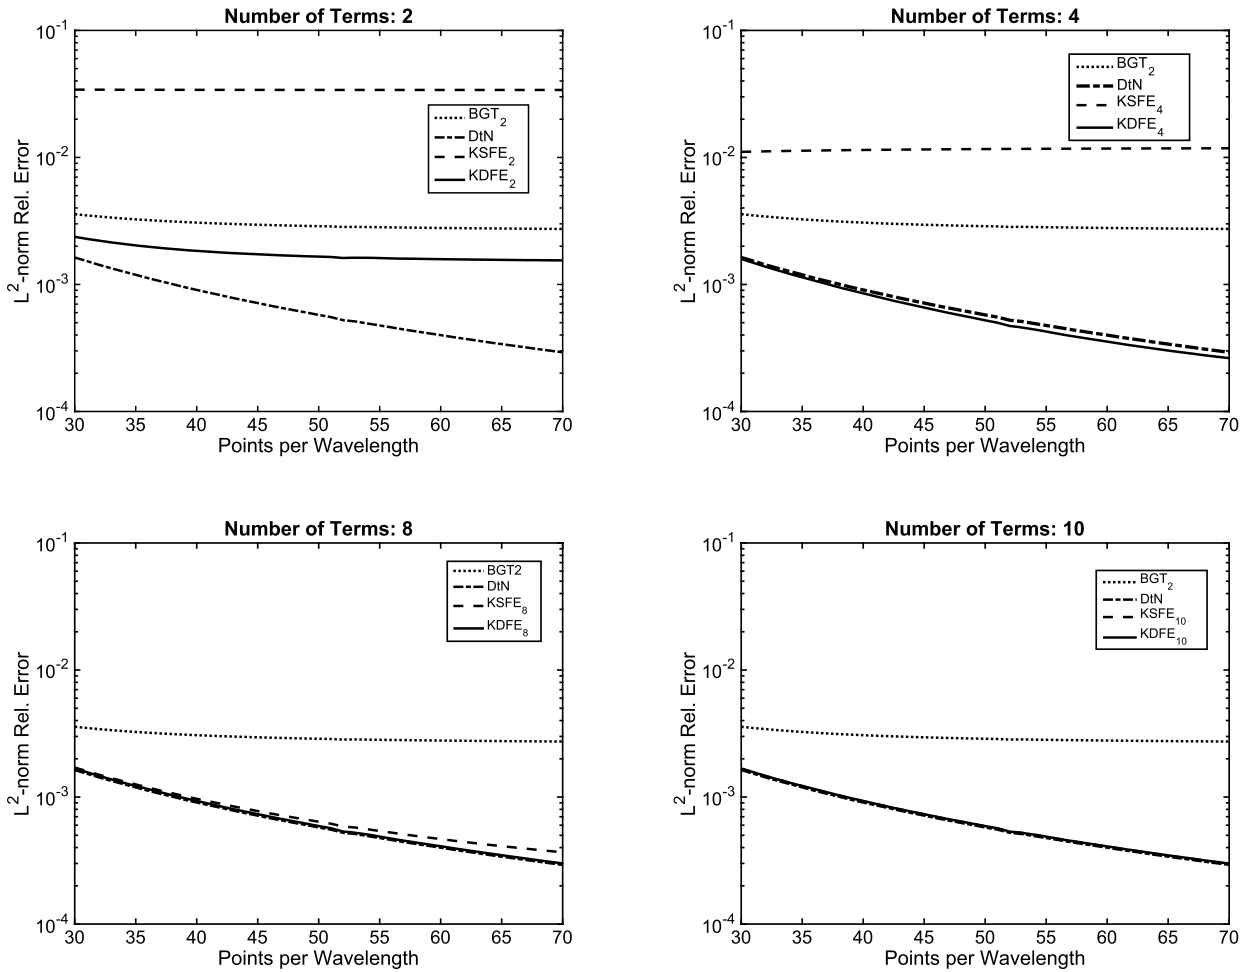 Number of Terms: 2
10^-1
10^-2
10^-3
10^-4
L^2-norm Rel. Error
BGT_2
DtN
KSFE_2
KDFE_2
30 35 40 45 50 55 60 65 70
Points per Wavelength
Number of Terms: 4
10^-1
10^-2
10^-3
10^-4
L^2-norm Rel. Error
BGT_2
DtN
KSFE_4
KDFE_4
30 35 40 45 50 55 60 65 70
Points per Wavelength
Number of Terms: 8
10^-1
10^-2
10^-3
10^-4
L^2-norm Rel. Error
BGT2
DtN
KSFE_8
KDFE_8
30 35 40 45 50 55 60 65 70
Points per Wavelength
Number of Terms: 10
10^-1
10^-2
10^-3
10^-4
L^2-norm Rel. Error
BGT_2
DtN
KSFE_10
KDFE_10
30 35 40 45 50 55 60 65 70
Points per Wavelength